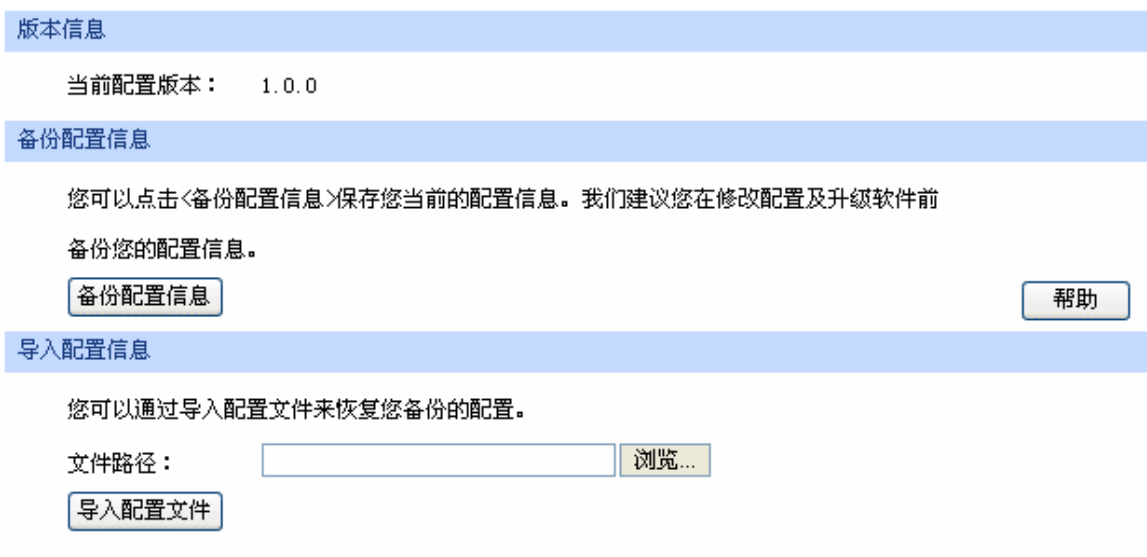 版本信息
当前配置版本： 1.0.0
备份配置信息
您可以点击<备份配置信息>保存您当前的配置信息。我们建议您在修改配置及升级软件前
备份您的配置信息。
备份配置信息 帮助
导入配置信息
您可以通过导入配置文件来恢复您备份的配置。
文件路径： 浏览...
导入配置文件